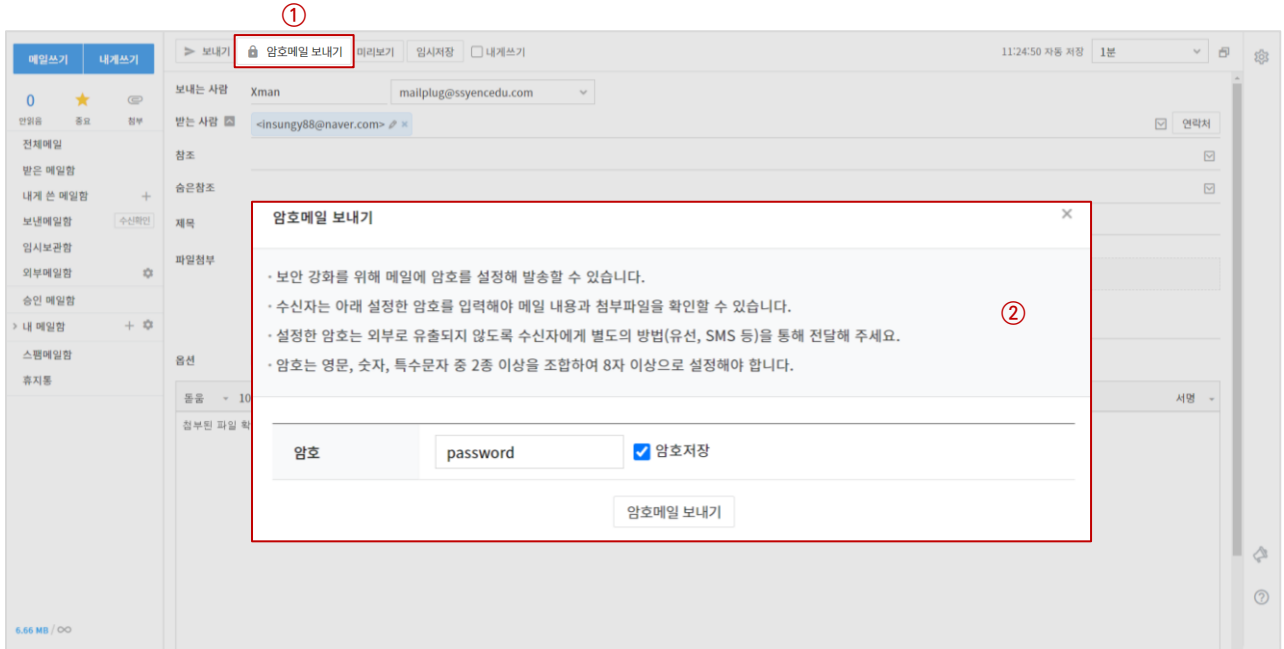 ①
메일쓰기 내게쓰기
보내기 암호메일 보내기 미리보기 임시저장 내게쓰기 11:24:50 자동 저장 1분
0
안읽음 중요 첨부
보내는 사람 Xman mailplug@ssyencedu.com
받는 사람 <insungy88@naver.com> 연락처
전체메일
참조
받은 메일함
숨은참조
내게 쓴 메일함
보낸메일함 수신확인
제목
임시보관함
파일첨부
외부메일함
승인 메일함
내 메일함
스팸메일함
옵션
휴지통
돋움 10 서명
첨부된 파일 확
암호메일 보내기
- 보안 강화를 위해 메일에 암호를 설정해 발송할 수 있습니다.
- 수신자는 아래 설정한 암호를 입력해야 메일 내용과 첨부파일을 확인할 수 있습니다.
②
- 설정한 암호는 외부로 유출되지 않도록 수신자에게 별도의 방법(유선, SMS 등)을 통해 전달해 주세요.
- 암호는 영문, 숫자, 특수문자 중 2종 이상을 조합하여 8자 이상으로 설정해야 합니다.
암호 password 암호저장
암호메일 보내기
6.66 MB / ∞